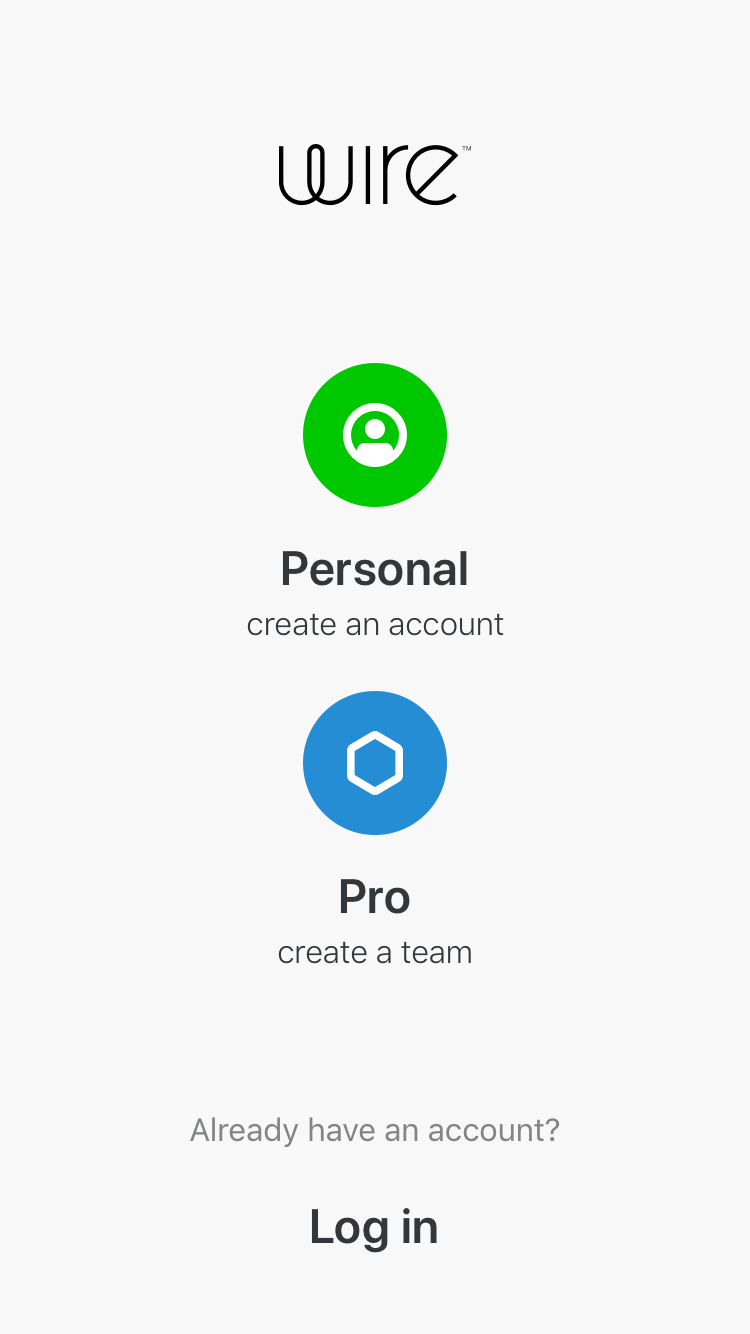 wire™
Personal
create an account
Pro
create a team
Already have an account?
Log in